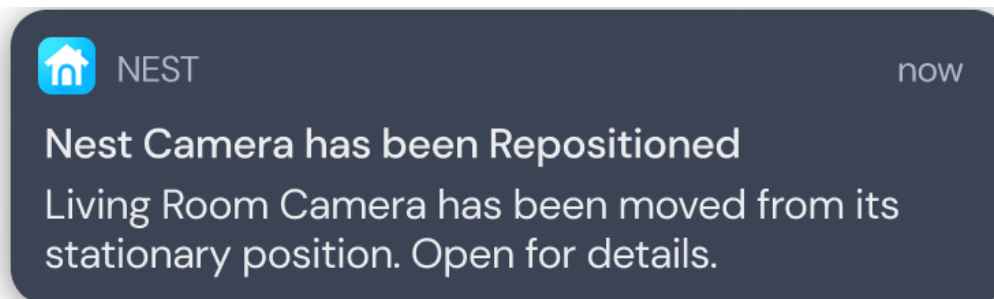 NEST
now
Nest Camera has been Repositioned
Living Room Camera has been moved from its
stationary position. Open for details.